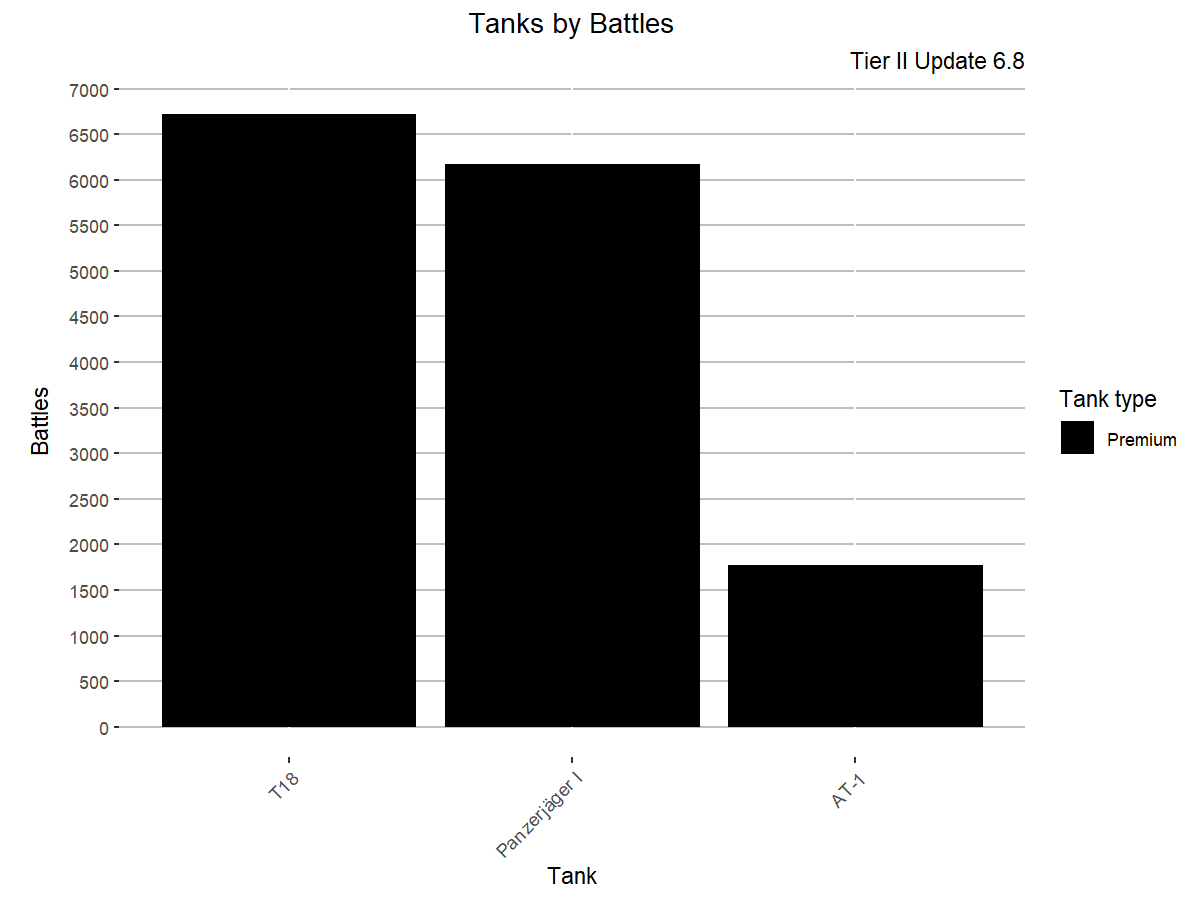 Tanks by Battles
Tier II Update 6.8
7000
6500
6000
5500
5000
4500
4000
3500
3000
2500
2000
1500
1000
500
0
Battles
T18
Panzerjäger I
AT-1
Tank
Tank type
Premium